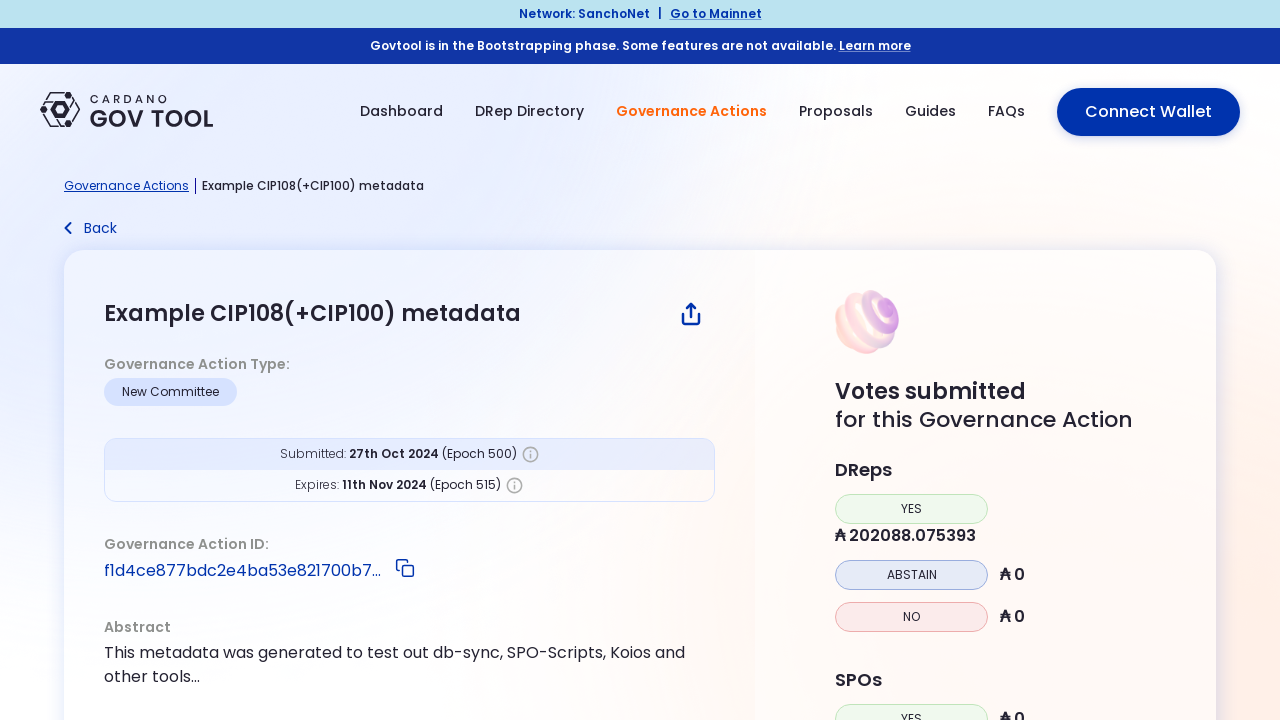 Network: SanchoNet | Go to Mainnet
Govtool is in the Bootstrapping phase. Some features are not available. Learn more
CARDANO
GOV TOOL
Dashboard DRep Directory Governance Actions Proposals Guides FAQs Connect Wallet
Governance Actions | Example CIP108(+CIP100) metadata
Back
Example CIP108(+CIP100) metadata
Governance Action Type:
New Committee
Submitted: 27th Oct 2024 (Epoch 500)
Expires: 11th Nov 2024 (Epoch 515)
Governance Action ID:
f1d4ce877bdc2e4ba53e821700b7...
Abstract
This metadata was generated to test out db-sync, SPO-Scripts, Koios and
other tools...
Votes submitted
for this Governance Action
DReps
YES
₳ 202088.075393
ABSTAIN ₳ 0
NO ₳ 0
SPOs
YES ₳ 0